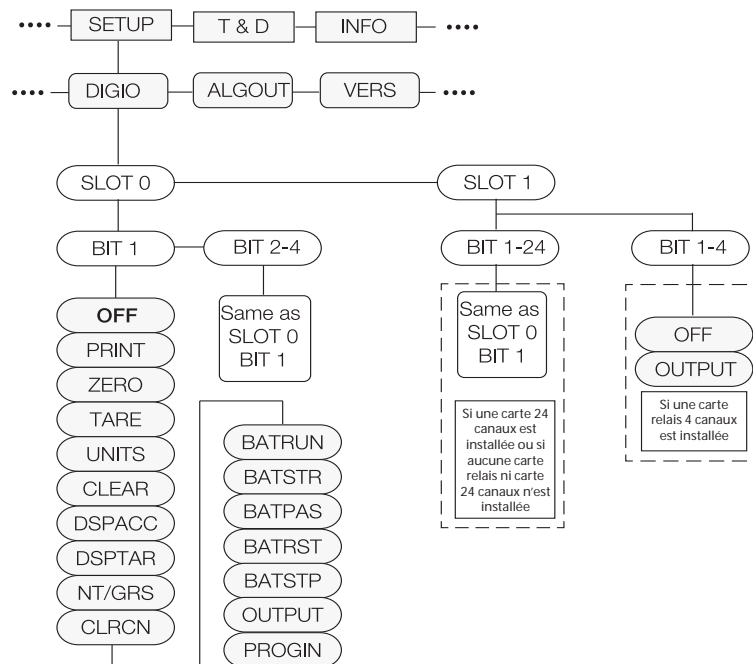 •••• SETUP T & D INFO ••••
•••• DIGIO ALGOUT VERS ••••
SLOT 0 SLOT 1
BIT 1 BIT 2-4 BIT 1-24 BIT 1-4
OFF
PRINT
ZERO
TARE
UNITS
CLEAR
DSPACC
DSPTAR
NT/GRS
CLRCN
Same as
SLOT 0
BIT 1
BATRUN
BATSTR
BATPAS
BATRST
BATSTP
OUTPUT
PROGIN
Same as
SLOT 0
BIT 1
Si une carte 24
canaux est
installée ou si
aucune carte
relais ni carte
24 canaux n'est
installée
OFF
OUTPUT
Si une carte
relais 4 canaux
est installée